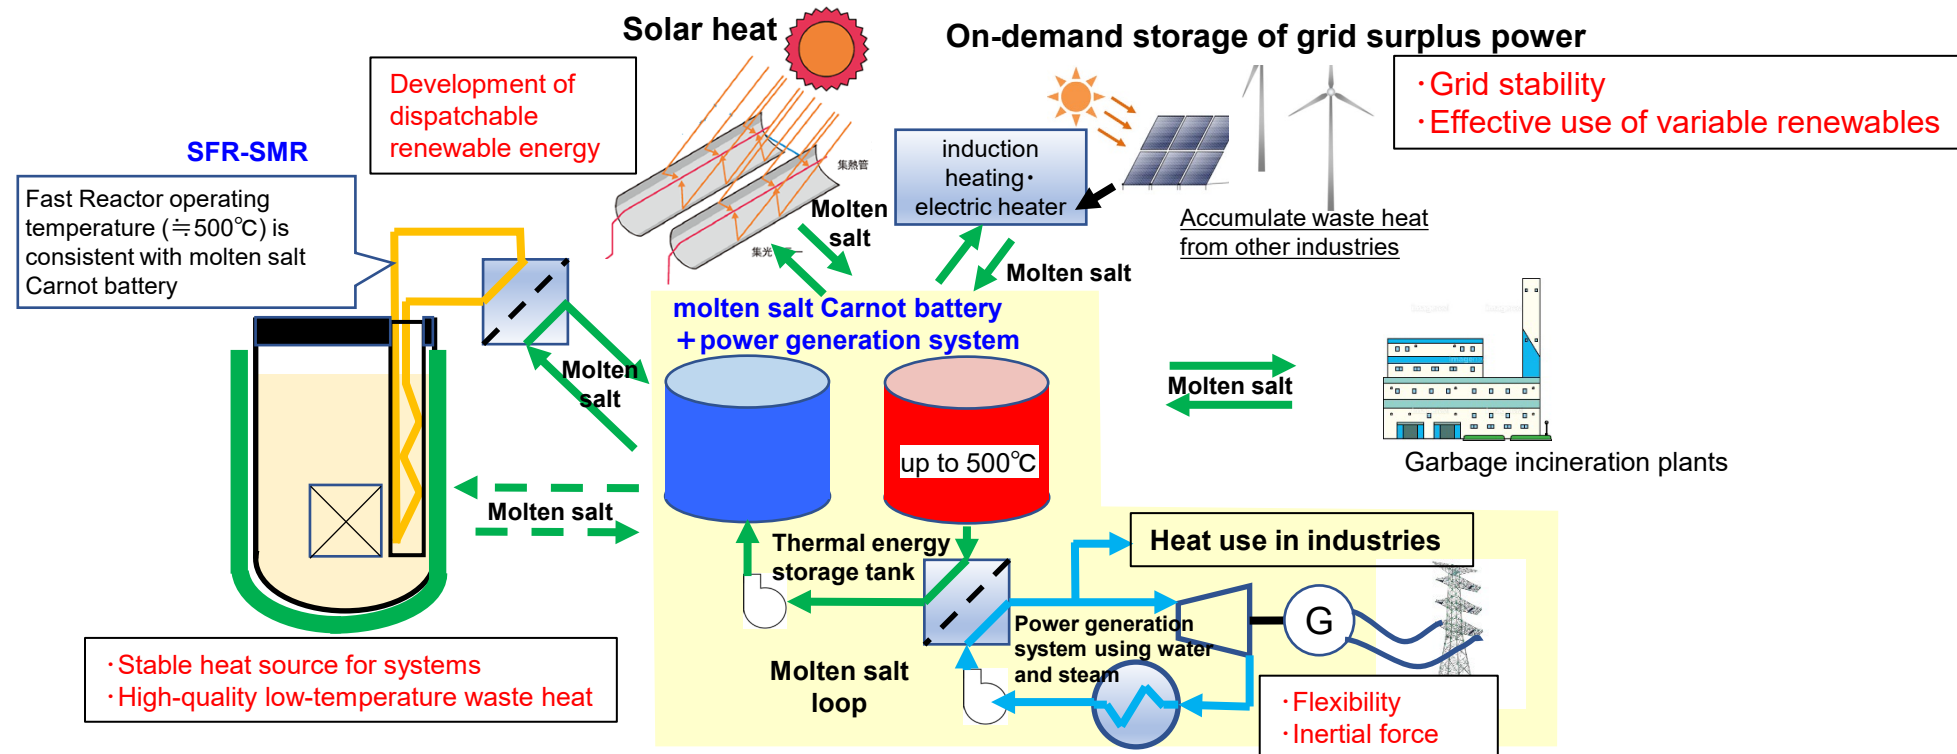 Solar heat
On-demand storage of grid surplus power
Development of
dispatchable
renewable energy
・Grid stability
・Effective use of variable renewables
SFR-SMR
Fast Reactor operating
temperature (≒500℃) is
consistent with molten salt
Carnot battery
集熱管
集光
ー
induction
heating・
electric heater
Molten
salt
Molten salt
Accumulate waste heat
from other industries
molten salt Carnot battery
＋power generation system
Molten
salt
Molten salt
up to 500℃
Garbage incineration plants
Molten salt
Thermal energy
storage tank
Heat use in industries
G
Power generation
system using water
and steam
Molten salt
loop
・Stable heat source for systems
・High-quality low-temperature waste heat
・Flexibility
・Inertial force